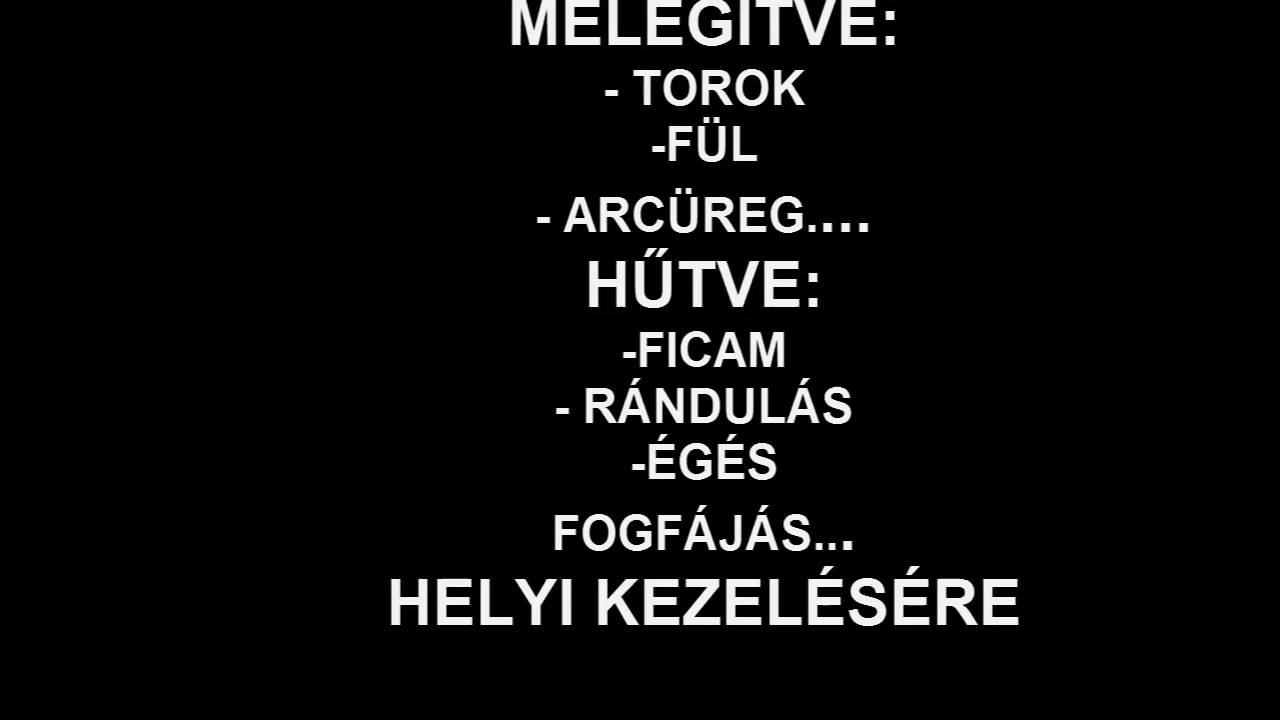 MELEGÍTVE:
- TOROK
-FÜL
- ARCÜREG....
HŰTVE:
-FICAM
- RÁNDULÁS
-ÉGÉS
FOGFÁJÁS...
HELYI KEZELÉSÉRE